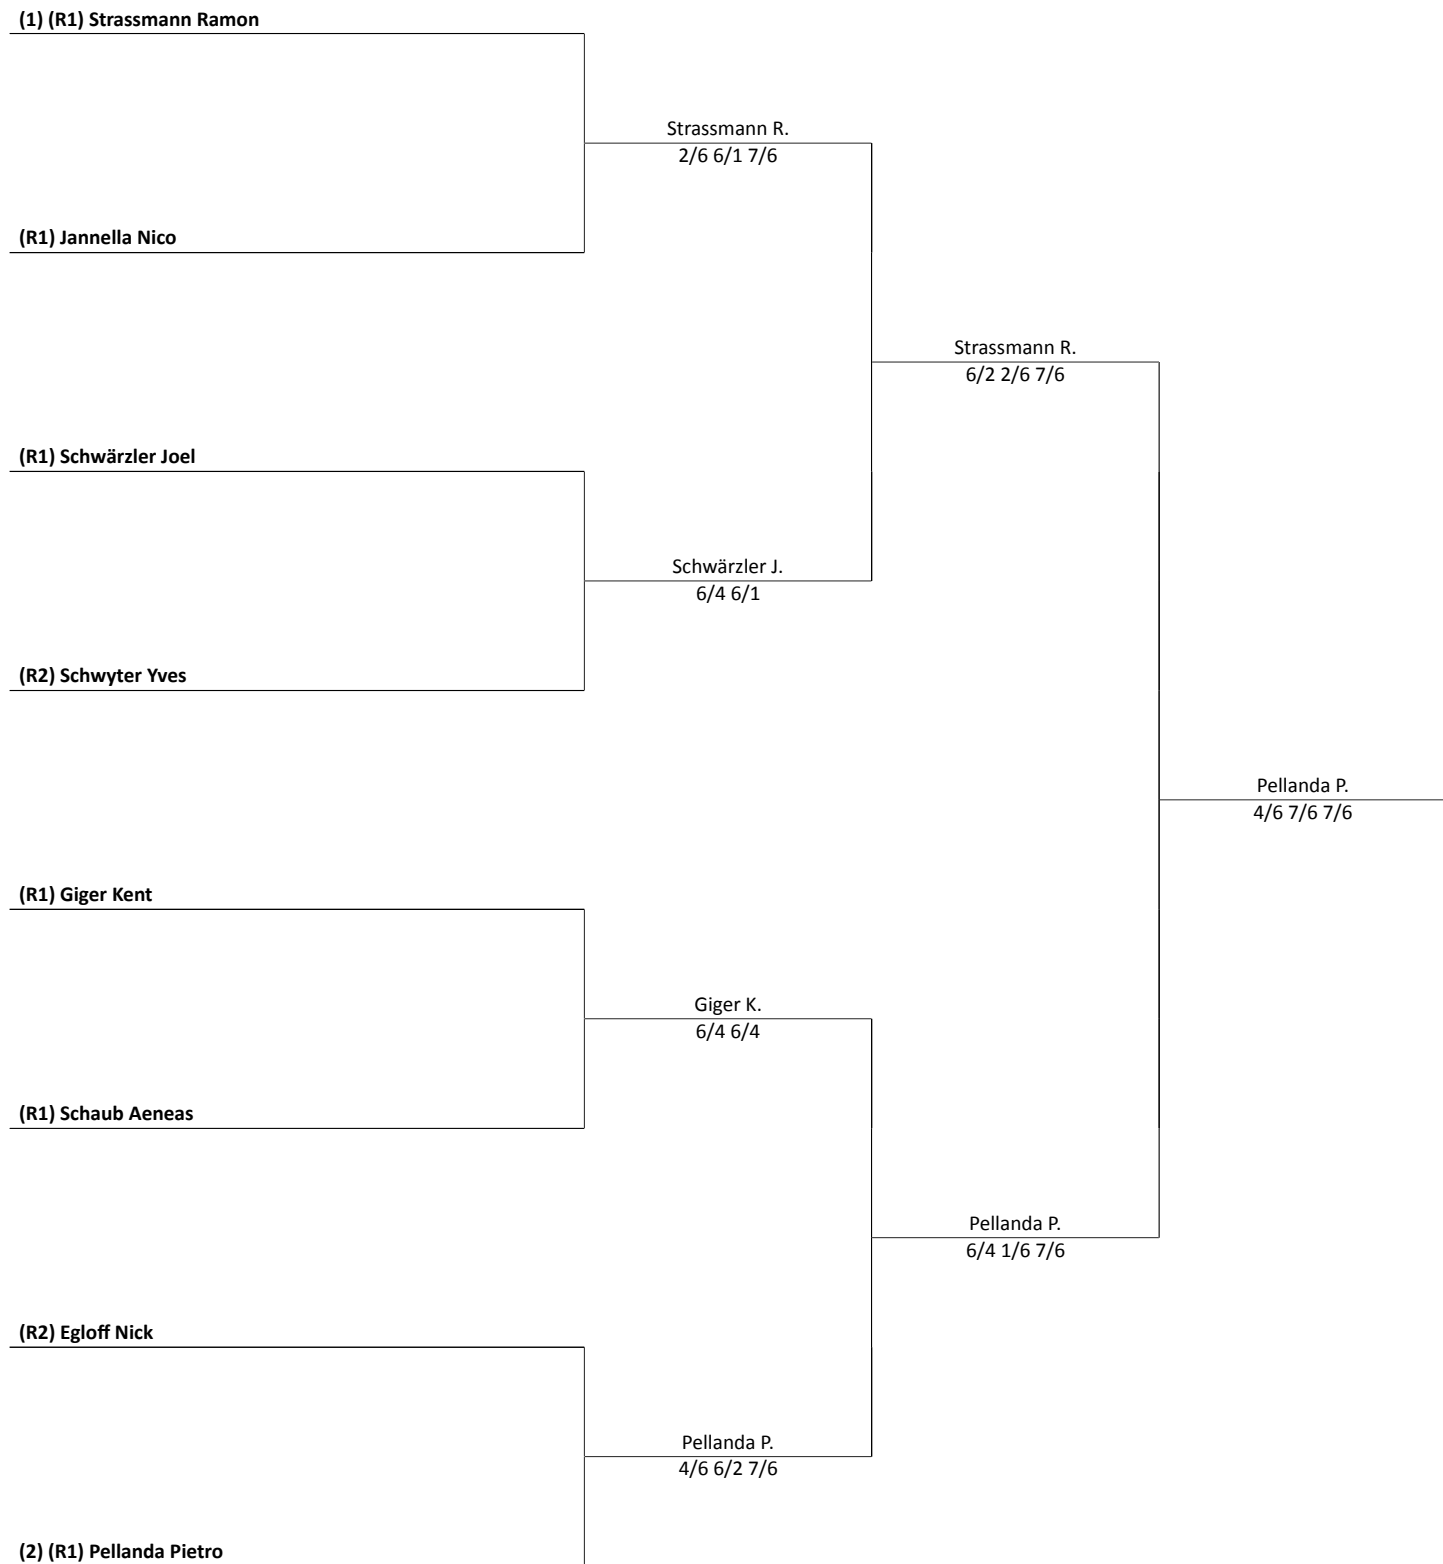 (1) (R1) Strassmann Ramon
Strassmann R.
2/6 6/1 7/6
(R1) Jannella Nico
Strassmann R.
6/2 2/6 7/6
(R1) Schwärzler Joel
Schwärzler J.
6/4 6/1
(R2) Schwyter Yves
Pellanda P.
4/6 7/6 7/6
(R1) Giger Kent
Giger K.
6/4 6/4
(R1) Schaub Aeneas
Pellanda P.
6/4 1/6 7/6
(R2) Egloff Nick
Pellanda P.
4/6 6/2 7/6
(2) (R1) Pellanda Pietro